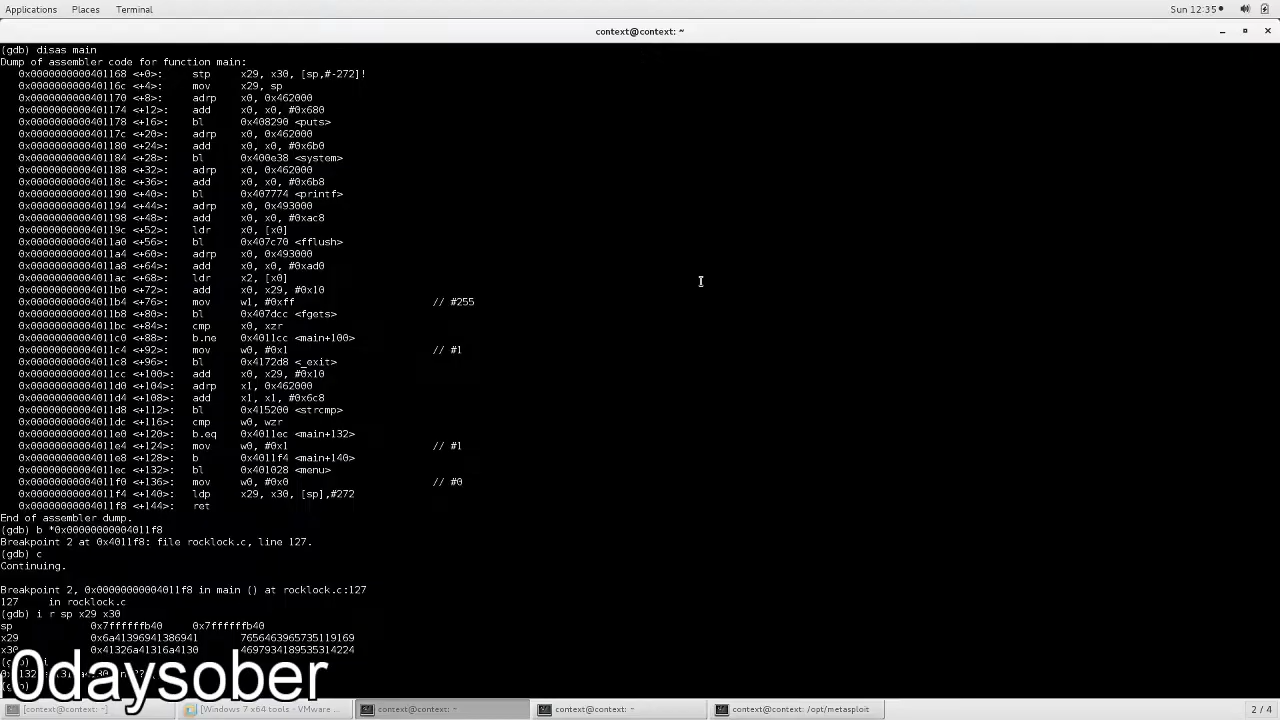 Applications Places Terminal Sun 12:35
context@context: ~
(gdb) disas main
Dump of assembler code for function main:
0x0000000000401168 <+0>: stp x29, x30, [sp,#-272]!
0x000000000040116c <+4>: mov x29, sp
0x0000000000401170 <+8>: adrp x0, 0x462000
0x0000000000401174 <+12>: add x0, x0, #0x680
0x0000000000401178 <+16>: bl 0x408290 <puts>
0x000000000040117c <+20>: adrp x0, 0x462000
0x0000000000401180 <+24>: add x0, x0, #0x6b0
0x0000000000401184 <+28>: bl 0x400e38 <system>
0x0000000000401188 <+32>: adrp x0, 0x462000
0x000000000040118c <+36>: add x0, x0, #0x6b8
0x0000000000401190 <+40>: bl 0x407774 <printf>
0x0000000000401194 <+44>: adrp x0, 0x493000
0x0000000000401198 <+48>: add x0, x0, #0xac8
0x000000000040119c <+52>: ldr x0, [x0]
0x00000000004011a0 <+56>: bl 0x407c70 <fflush>
0x00000000004011a4 <+60>: adrp x0, 0x493000
0x00000000004011a8 <+64>: add x0, x0, #0xad0
0x00000000004011ac <+68>: ldr x2, [x0]
0x00000000004011b0 <+72>: add x0, x29, #0x10
0x00000000004011b4 <+76>: mov w1, #0xff // #255
0x00000000004011b8 <+80>: bl 0x407dcc <fgets>
0x00000000004011bc <+84>: cmp x0, xzr
0x00000000004011c0 <+88>: b.ne 0x4011cc <main+100>
0x00000000004011c4 <+92>: mov w0, #0x1 // #1
0x00000000004011c8 <+96>: bl 0x4172d8 <_exit>
0x00000000004011cc <+100>: add x0, x29, #0x10
0x00000000004011d0 <+104>: adrp x1, 0x462000
0x00000000004011d4 <+108>: add x1, x1, #0x6c8
0x00000000004011d8 <+112>: bl 0x415200 <strcmp>
0x00000000004011dc <+116>: cmp w0, wzr
0x00000000004011e0 <+120>: b.eq 0x4011ec <main+132>
0x00000000004011e4 <+124>: mov w0, #0x1 // #1
0x00000000004011e8 <+128>: b 0x4011f4 <main+140>
0x00000000004011ec <+132>: bl 0x401028 <menu>
0x00000000004011f0 <+136>: mov w0, #0x0 // #0
0x00000000004011f4 <+140>: ldp x29, x30, [sp],#272
0x00000000004011f8 <+144>: ret
End of assembler dump.
(gdb) b *0x00000000004011f8
Breakpoint 2 at 0x4011f8: file rocklock.c, line 127.
(gdb) c
Continuing.
Breakpoint 2, 0x00000000004011f8 in main () at rocklock.c:127
127 in rocklock.c
(gdb) i r sp x29 x30
sp 0x7ffffffb40 0x7ffffffb40
x29 0x6a41396941386941 7656463965735119169
x30 0x41326a41316a4130 4697934189535314224
0daysober
[context@context: ~] [Windows 7 x64 tools - VMware ... context@context: ~ context@context: ~ context@context: /opt/metasploit 2 / 4